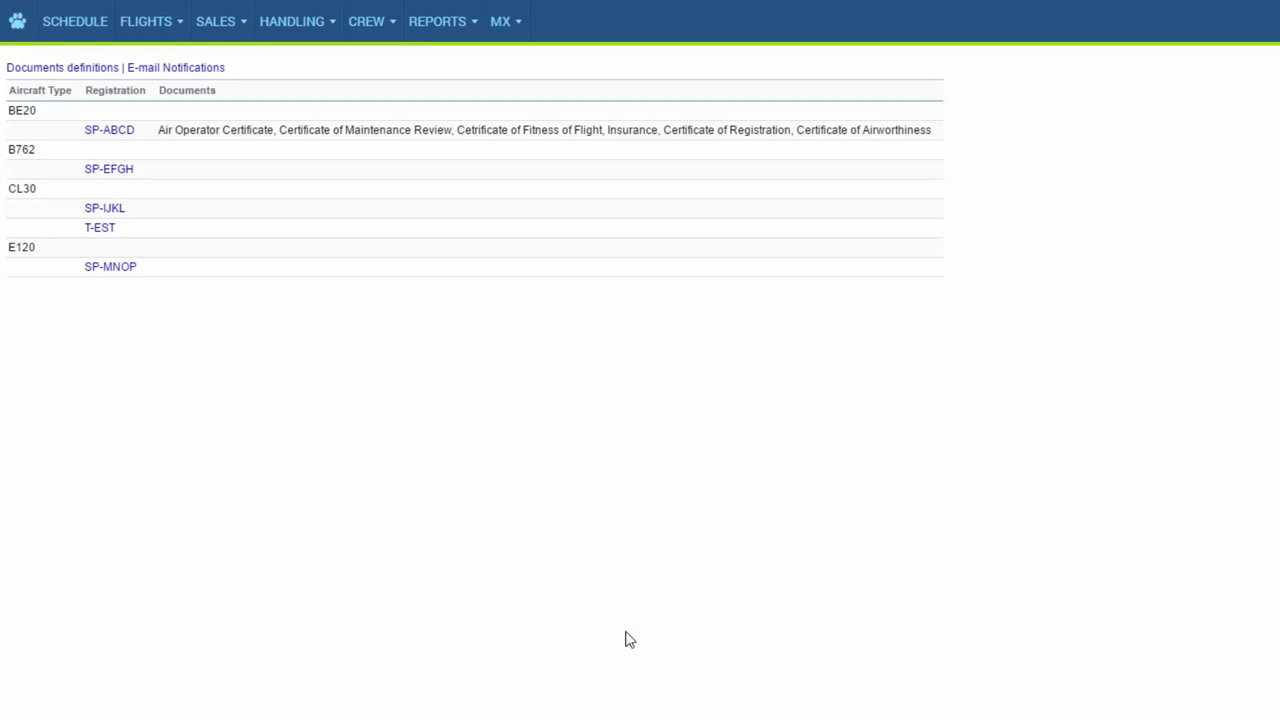 SCHEDULE FLIGHTS SALES HANDLING CREW REPORTS MX
Documents definitions | E-mail Notifications
Aircraft Type Registration Documents
BE20
SP-ABCD Air Operator Certificate, Certificate of Maintenance Review, Cetrificate of Fitness of Flight, Insurance, Certificate of Registration, Certificate of Airworthiness
B762
SP-EFGH
CL30
SP-IJKL
T-EST
E120
SP-MNOP